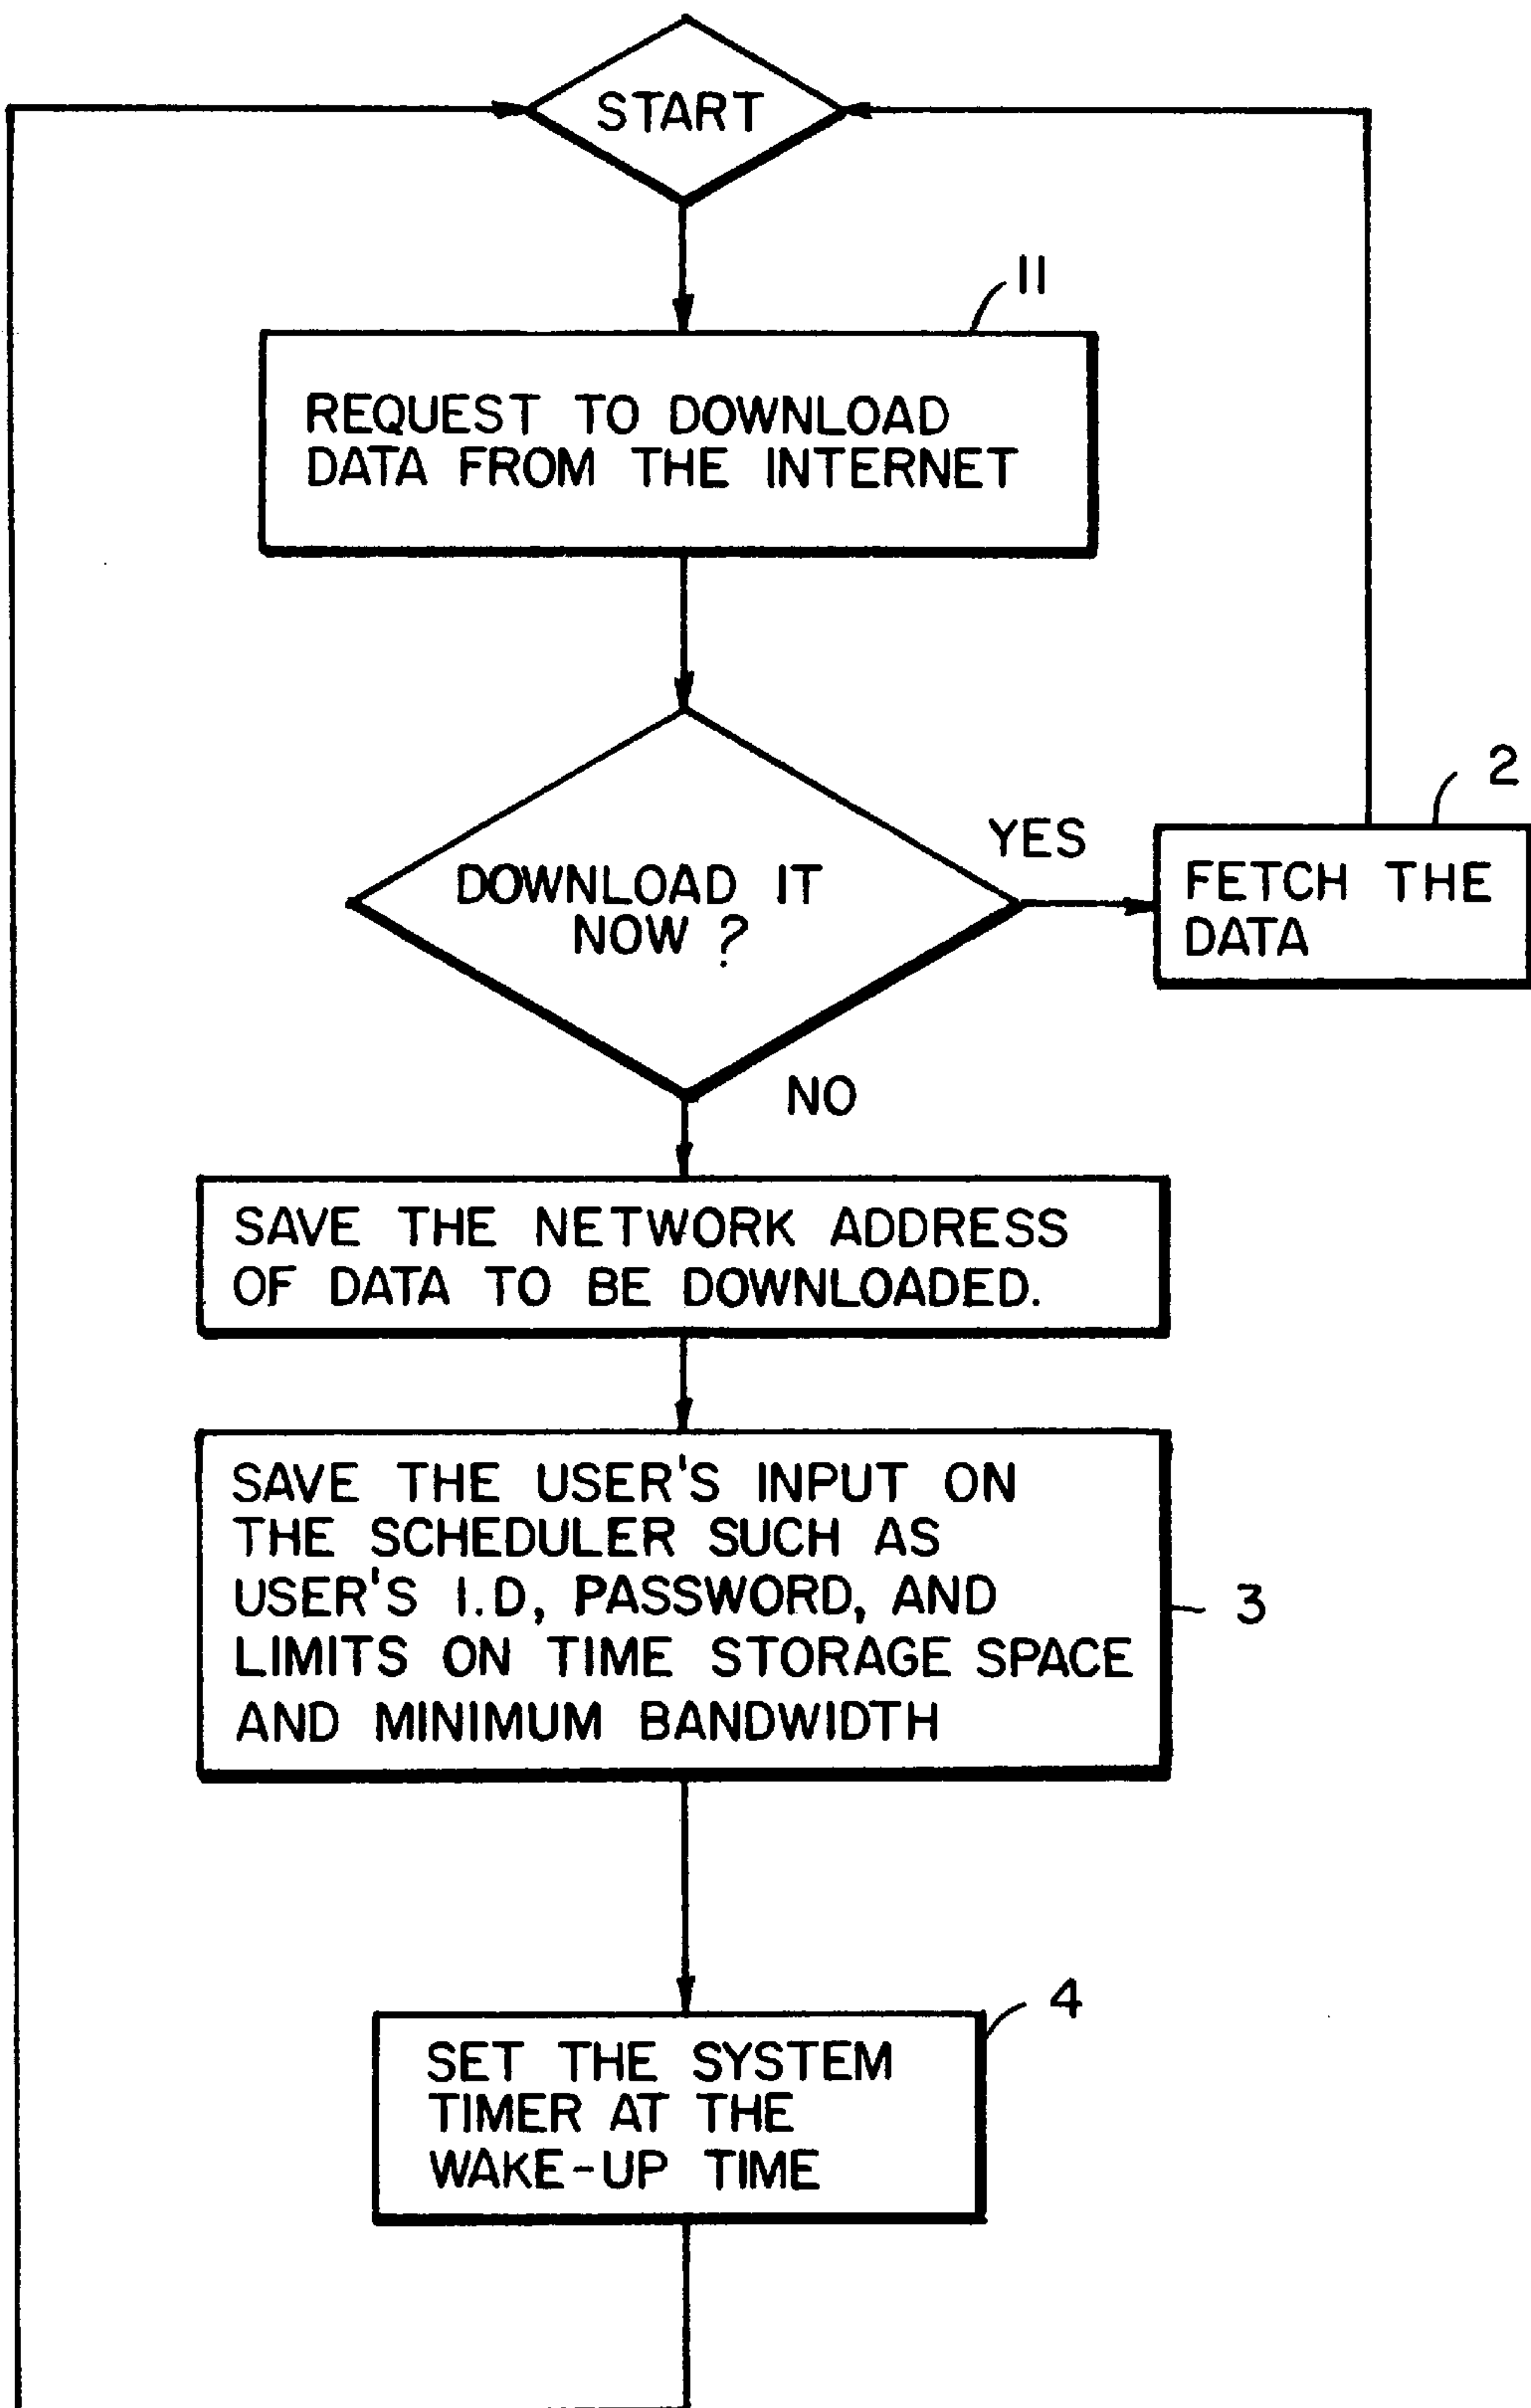 START
11
REQUEST TO DOWNLOAD
DATA FROM THE INTERNET
2
YES
FETCH THE
DATA
DOWNLOAD IT
NOW ?
NO
SAVE THE NETWORK ADDRESS
OF DATA TO BE DOWNLOADED.
SAVE THE USER'S INPUT ON
THE SCHEDULER SUCH AS
USER'S I.D, PASSWORD, AND
LIMITS ON TIME STORAGE SPACE
AND MINIMUM BANDWIDTH
3
4
SET THE SYSTEM
TIMER AT THE
WAKE-UP TIME